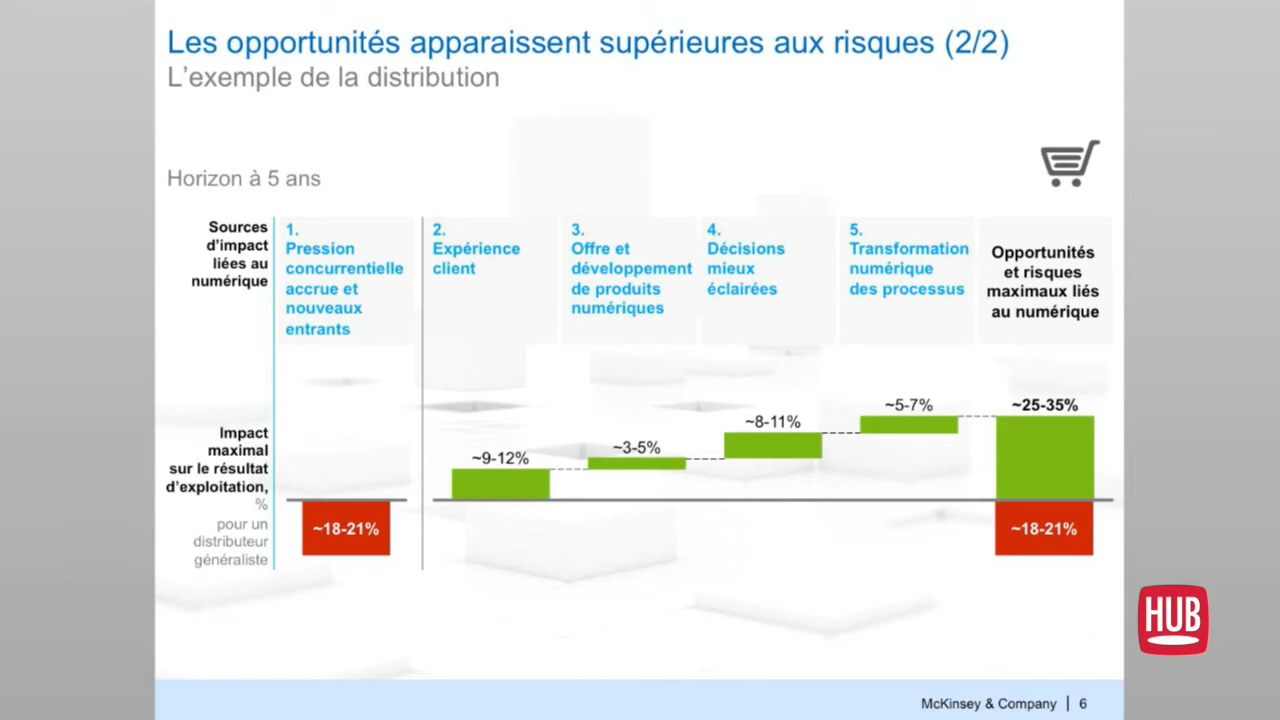 Les opportunités apparaissent supérieures aux risques (2/2)
L'exemple de la distribution
Horizon à 5 ans
Sources
d'impact
liées au
numérique
1.
Pression
concurrentielle
accrue et
nouveaux
entrants
2.
Expérience
client
3.
Offre et
développement
de produits
numériques
4.
Décisions
mieux
éclairées
5.
Transformation
numérique
des processus
Opportunités
et risques
maximaux liés
au numérique
Impact
maximal
sur le résultat
d'exploitation,
%
pour un
distributeur
généraliste
~18-21%
~9-12%
~3-5%
~8-11%
~5-7%
~25-35%
~18-21%
HUB
McKinsey & Company | 6